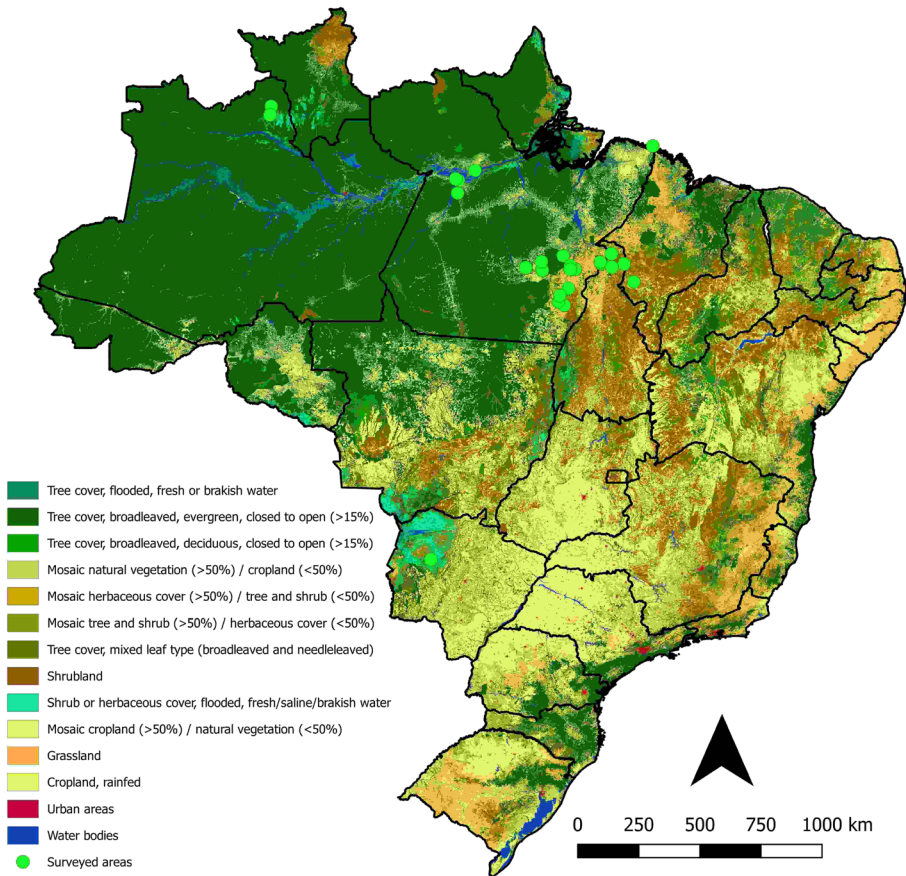 Tree cover, flooded, fresh or brakish water
Tree cover, broadleaved, evergreen, closed to open (>15%)
Tree cover, broadleaved, deciduous, closed to open (>15%)
Mosaic natural vegetation (>50%) / cropland (<50%)
Mosaic herbaceous cover (>50%) / tree and shrub (<50%)
Mosaic tree and shrub (>50%) / herbaceous cover (<50%)
Tree cover, mixed leaf type (broadleaved and needleleaved)
Shrubland
Shrub or herbaceous cover, flooded, fresh/saline/brakish water
Mosaic cropland (>50%) / natural vegetation (<50%)
Grassland
Cropland, rainfed
Urban areas
Water bodies
Surveyed areas
0 250 500 750 1000 km